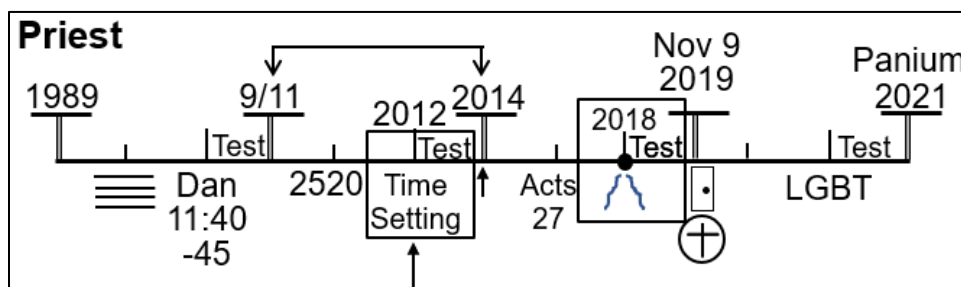 Priest
Nov 9
2019
Panium
2021
1989
9/11
2012
2014
2018
Test
Test
Test
Test
Dan
11:40
-45
2520
Time
Setting
Acts
27
LGBT